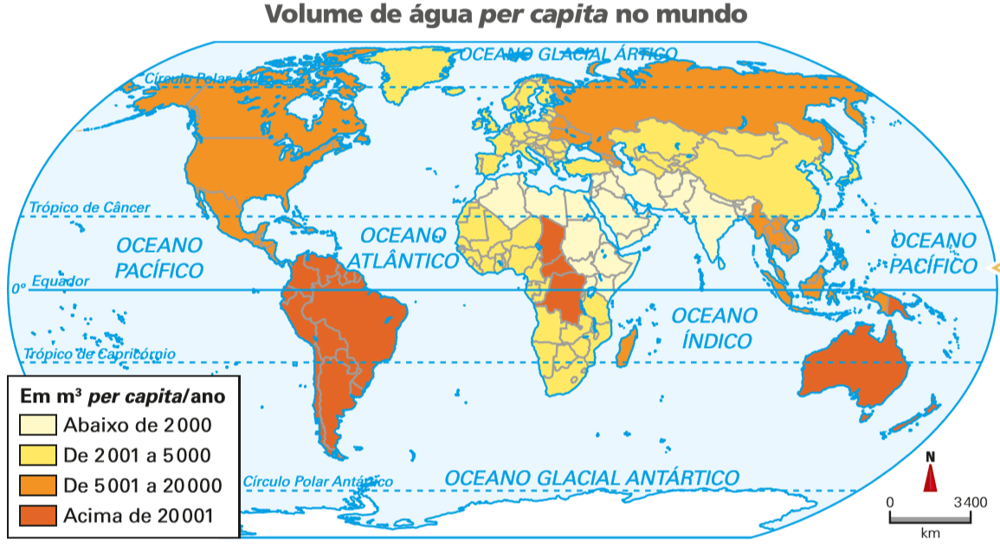 Volume de água per capita no mundo
OCEANO GLACIAL ÁRTICO
Círculo Polar Ártico
Trópico de Câncer
OCEANO
PACÍFICO
OCEANO
ATLÂNTICO
OCEANO
PACÍFICO
0° Equador
OCEANO
ÍNDICO
Trópico de Capricórnio
Em m³ per capita/ano
Abaixo de 2 000
De 2 001 a 5 000
De 5 001 a 20 000
Acima de 20 001
Círculo Polar Antártico
OCEANO GLACIAL ANTÁRTICO
N
0 3 400
km